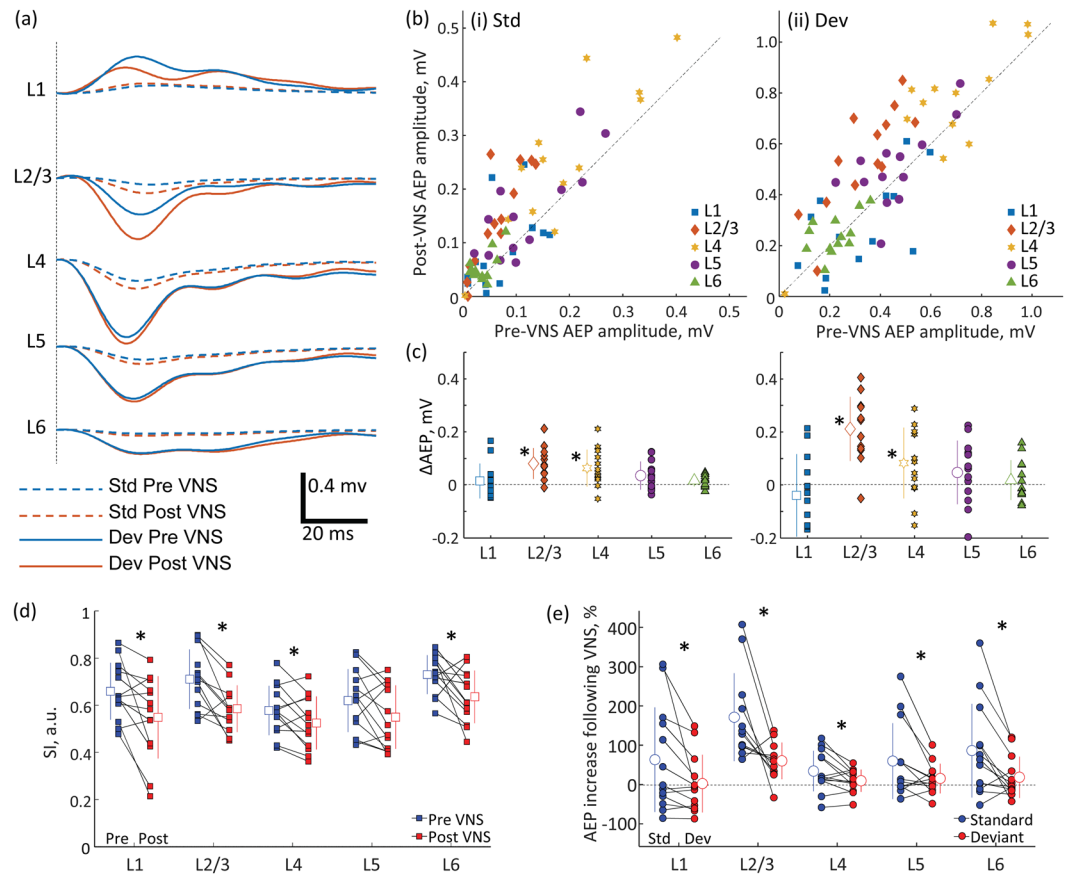 (a)
L1
L2/3
L4
L5
L6
0.4 mv
20 ms
Std Pre VNS
Std Post VNS
Dev Pre VNS
Dev Post VNS
(b)
(i) Std
Post-VNS AEP amplitude, mV
0.5
0.4
0.3
0.2
0.1
0
0 0.1 0.2 0.3 0.4 0.5
Pre-VNS AEP amplitude, mV
L1
L2/3
L4
L5
L6
(ii) Dev
1.0
0.8
0.6
0.4
0.2
0
0 0.2 0.4 0.6 0.8 1.0
Pre-VNS AEP amplitude, mV
L1
L2/3
L4
L5
L6
(c)
ΔAEP, mV
0.4
0.2
0
-0.2
* *
L1 L2/3 L4 L5 L6
0.4
0.2
0
-0.2
* *
L1 L2/3 L4 L5 L6
(d)
SI, a.u.
1
0.8
0.6
0.4
0.2
0
* * * *
Pre Post
Pre VNS
Post VNS
L1 L2/3 L4 L5 L6
(e)
AEP increase following VNS, %
400
300
200
100
0
-100
* * * * *
Std Dev
Standard
Deviant
L1 L2/3 L4 L5 L6